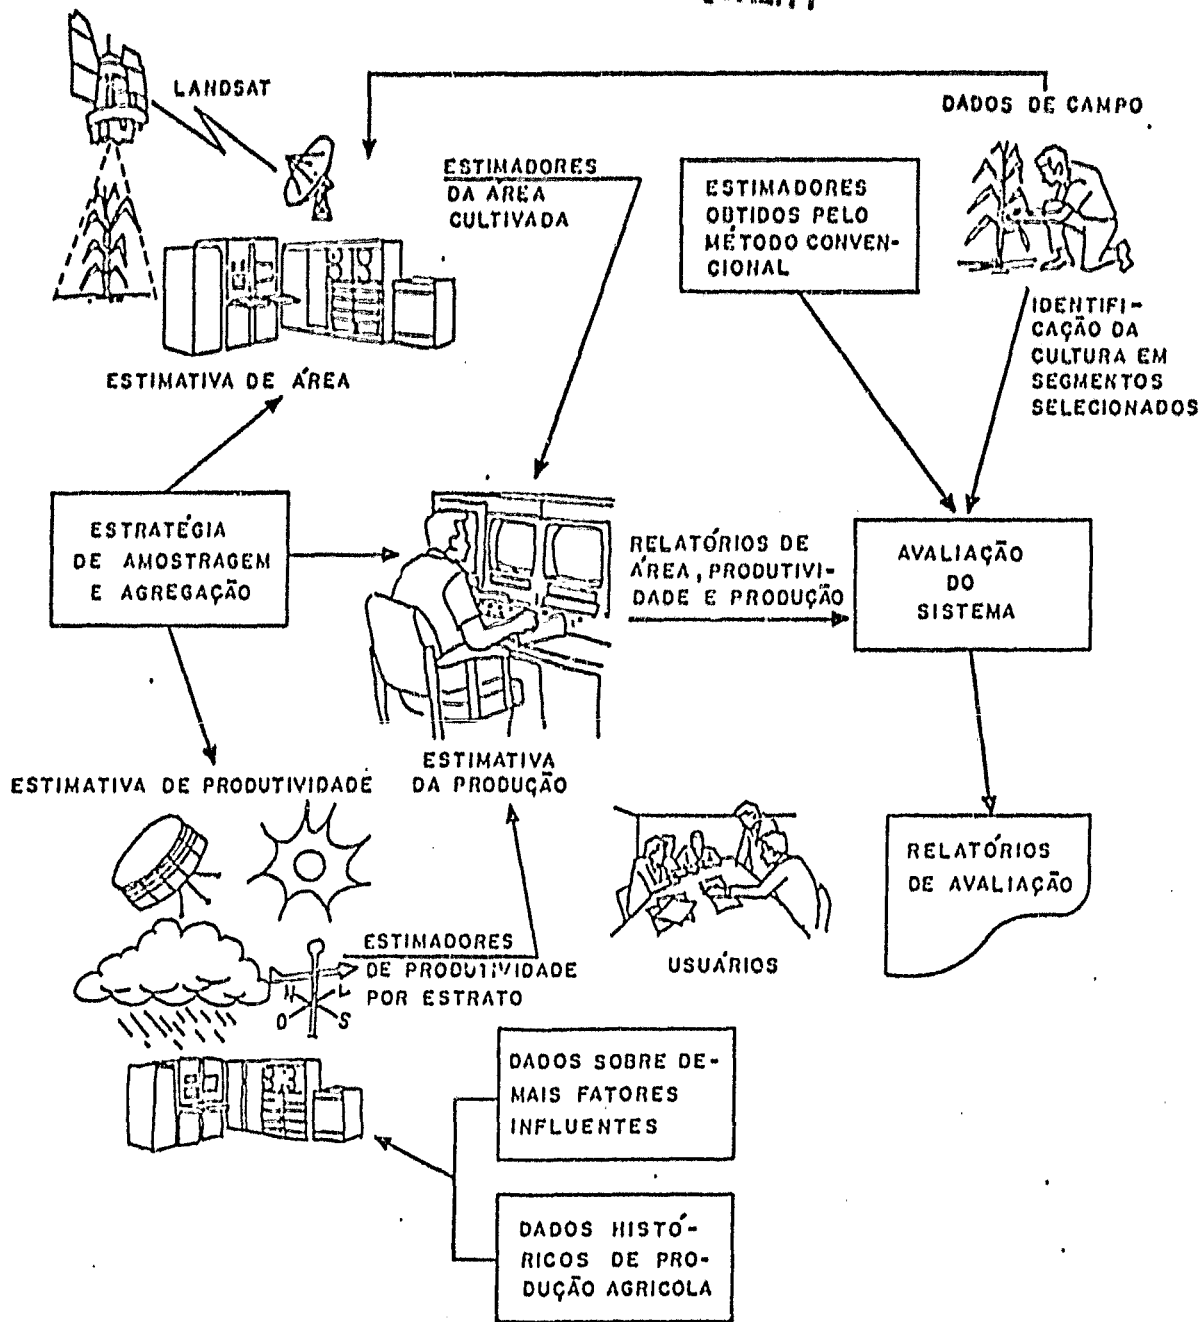 LANDSAT
DADOS DE CAMPO
ESTIMADORES
DA ÁREA
CULTIVADA
ESTIMADORES
OBTIDOS PELO
MÉTODO CONVEN-
CIONAL
IDENTIFI-
CAÇÃO DA
CULTURA EM
SEGMENTOS
SELECIONADOS
ESTIMATIVA DE ÁREA
ESTRATÉGIA
DE AMOSTRAGEM
E AGREGAÇÃO
RELATÓRIOS DE
ÁREA, PRODUTIVI-
DADE E PRODUÇÃO
AVALIAÇÃO
DO
SISTEMA
ESTIMATIVA DE PRODUTIVIDADE
ESTIMATIVA
DA PRODUÇÃO
RELATÓRIOS
DE AVALIAÇÃO
USUÁRIOS
ESTIMADORES
DE PRODUTIVIDADE
POR ESTRATO
N L
O S
DADOS SOBRE DE-
MAIS FATORES
INFLUENTES
DADOS HISTÓ-
RICOS DE PRO-
DUÇÃO AGRICOLA